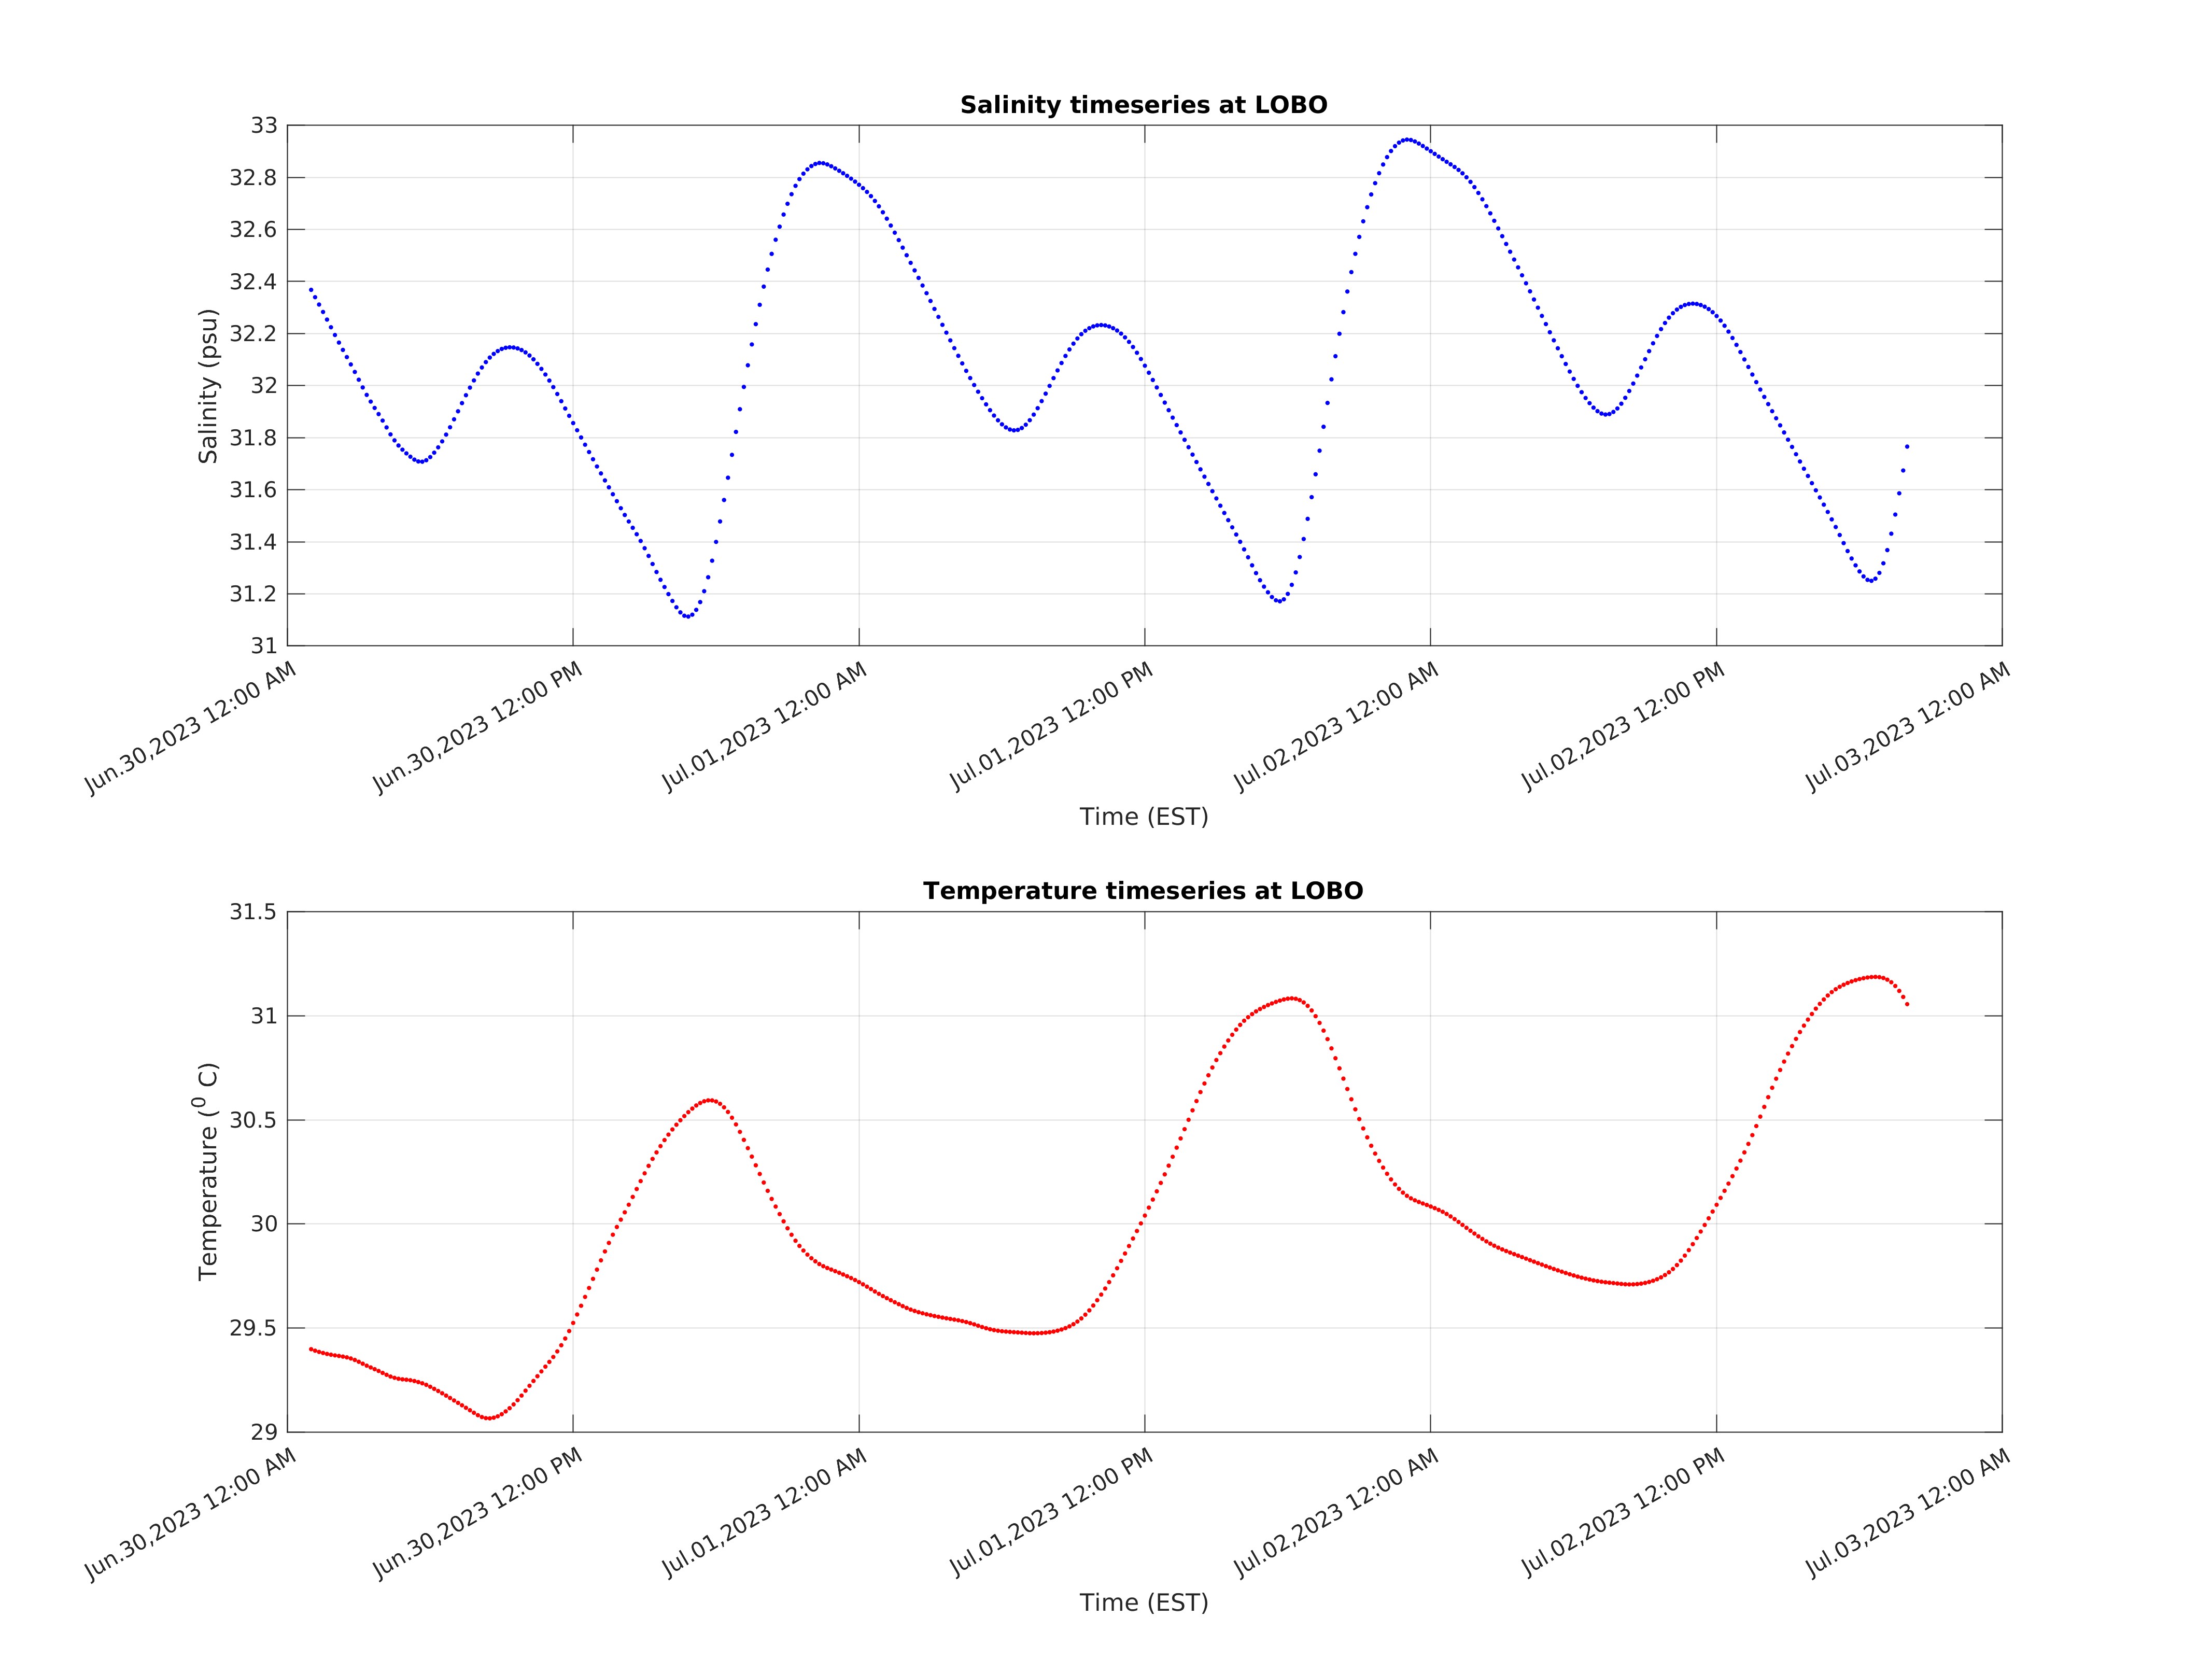 Salinity timeseries at LOBO
33
32.8
32.6
32.4
32.2
32
31.8
31.6
31.4
31.2
31
Salinity (psu)
Jun.30,2023 12:00 AM
Jun.30,2023 12:00 PM
Jul.01,2023 12:00 AM
Jul.01,2023 12:00 PM
Jul.02,2023 12:00 AM
Jul.02,2023 12:00 PM
Jul.03,2023 12:00 AM
Time (EST)
Temperature timeseries at LOBO
31.5
31
30.5
30
29.5
29
Temperature (⁰ C)
Jun.30,2023 12:00 AM
Jun.30,2023 12:00 PM
Jul.01,2023 12:00 AM
Jul.01,2023 12:00 PM
Jul.02,2023 12:00 AM
Jul.02,2023 12:00 PM
Jul.03,2023 12:00 AM
Time (EST)